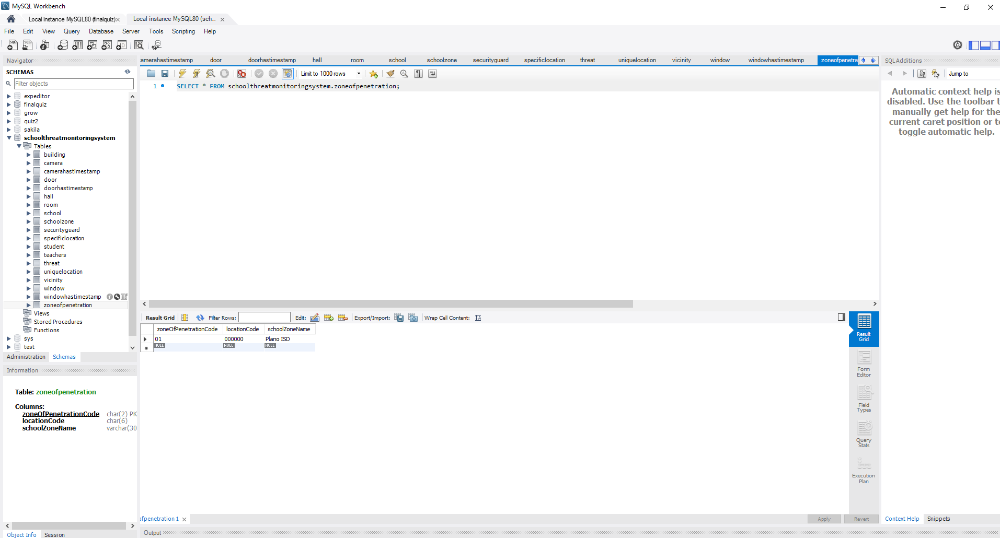 MySQL Workbench
Local instance MySQL80 (finalquiz)
Local instance MySQL80 (sch...
File Edit View Query Database Server Tools Scripting Help
Navigator
SCHEMAS
Filter objects
expeditor
finalquiz
grow
quiz2
sakila
schoolthreatmonitoringsystem
Tables
building
camera
camerahastimestamp
door
doorhastimestamp
hall
room
school
schoolzone
securityguard
specificlocation
student
teachers
threat
uniquelocation
vicinity
window
windowhastimestamp
zoneofpenetration
Views
Stored Procedures
Functions
sys
test
Administration Schemas
Information
Table: zoneofpenetration
Columns:
zoneOfPenetrationCode char(2) PK
locationCode char(6)
schoolZoneName varchar(30
Object Info Session
amerahastimestamp door doorhastimestamp hall room school schoolzone securityguard specificlocation threat uniquelocation vicinity window windowhastimestamp zoneofpenetra
Limit to 1000 rows
1 SELECT * FROM schoolthreatmonitoringsystem.zoneofpenetration;
Result Grid Filter Rows: Edit: Export/Import: Wrap Cell Content:
zoneOfPenetrationCode locationCode schoolZoneName
01 000000 Plano ISD
NULL NULL NULL
Result
Grid
Form
Editor
Field
Types
Query
Stats
Execution
Plan
ofpenetration 1
Apply Revert
Output
SQLAdditions
Jump to
Automatic context help is
disabled. Use the toolbar t
manually get help for the
current caret position or to
toggle automatic help.
Context Help Snippets